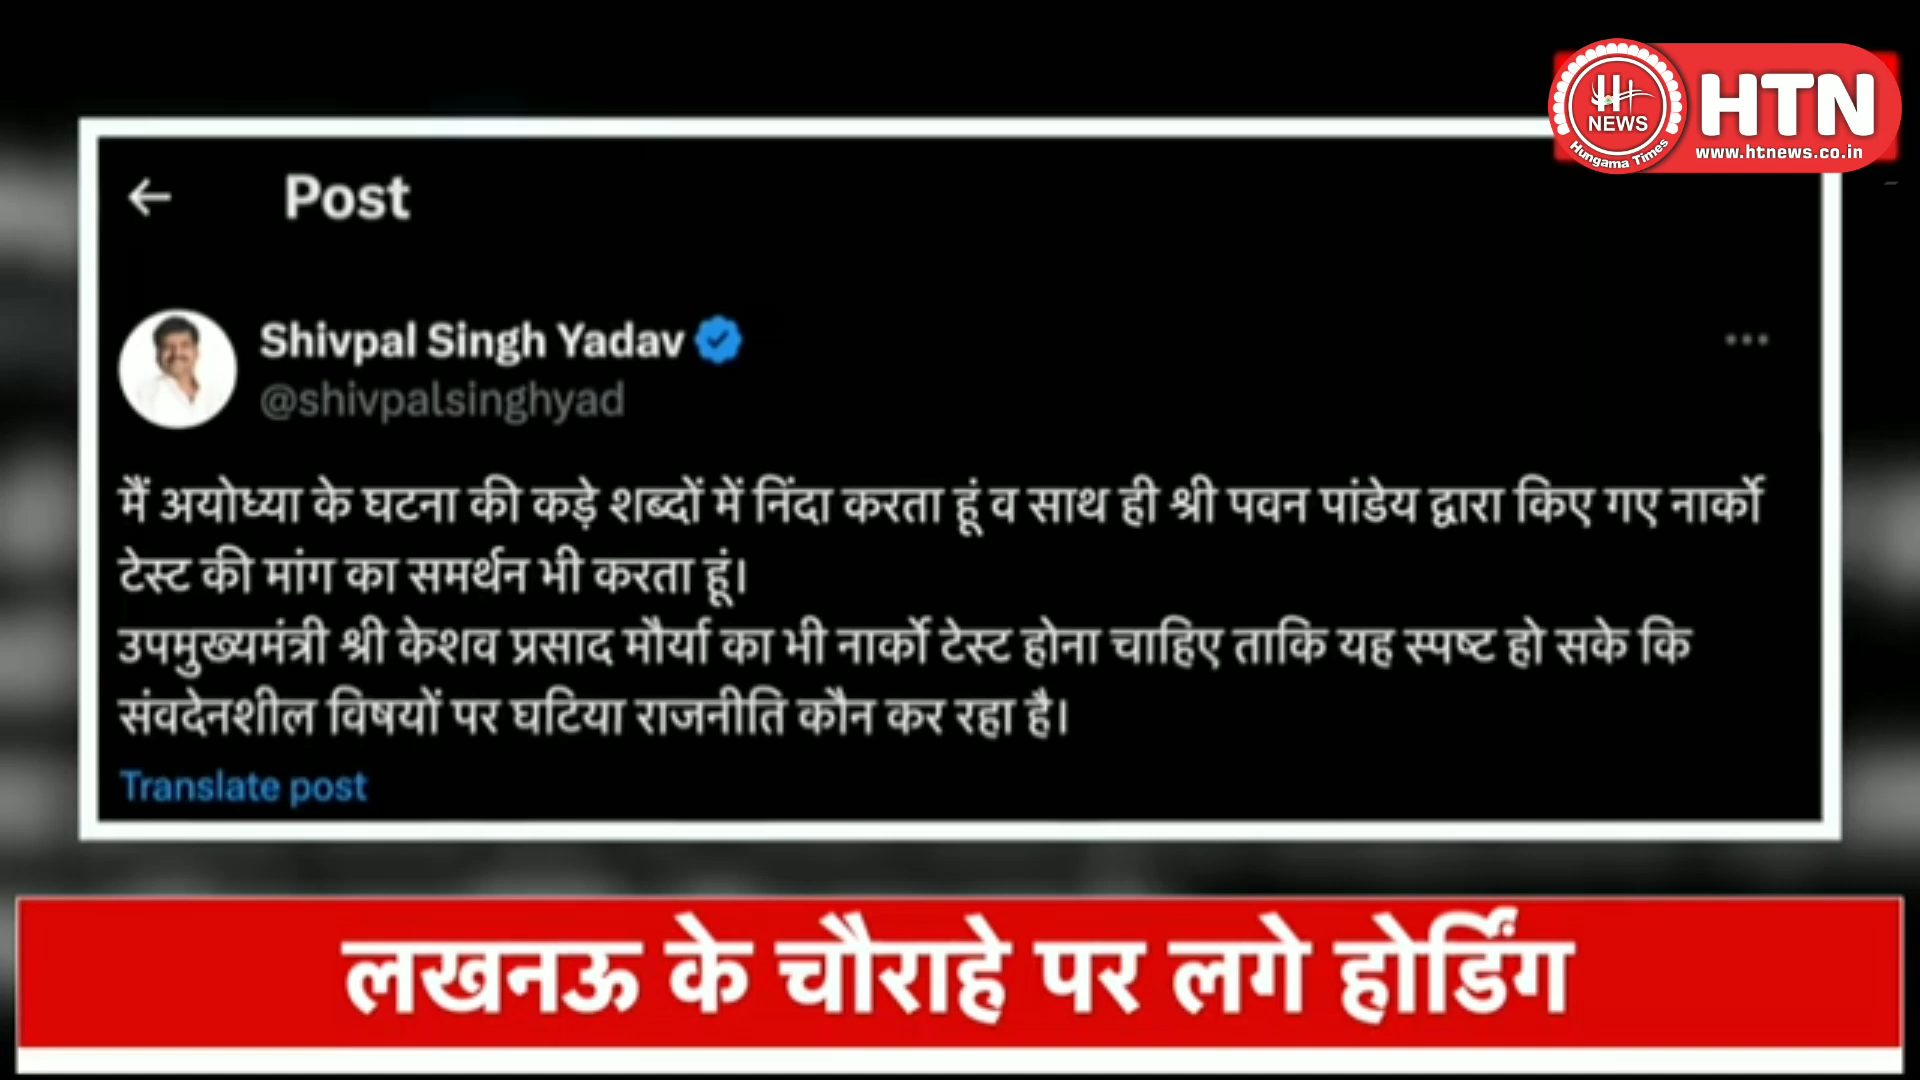 H
NEWS
Hungama Times
HTN
www.htnews.co.in
Post
Shivpal Singh Yadav
@shivpalsinghyad
मैं अयोध्या के घटना की कड़े शब्दों में निंदा करता हूं व साथ ही श्री पवन पांडेय द्वारा किए गए नार्को
टेस्ट की मांग का समर्थन भी करता हूं।
उपमुख्यमंत्री श्री केशव प्रसाद मौर्या का भी नार्को टेस्ट होना चाहिए ताकि यह स्पष्ट हो सके कि
संवदेनशील विषयों पर घटिया राजनीति कौन कर रहा है।
Translate post
लखनऊ के चौराहे पर लगे होर्डिंग